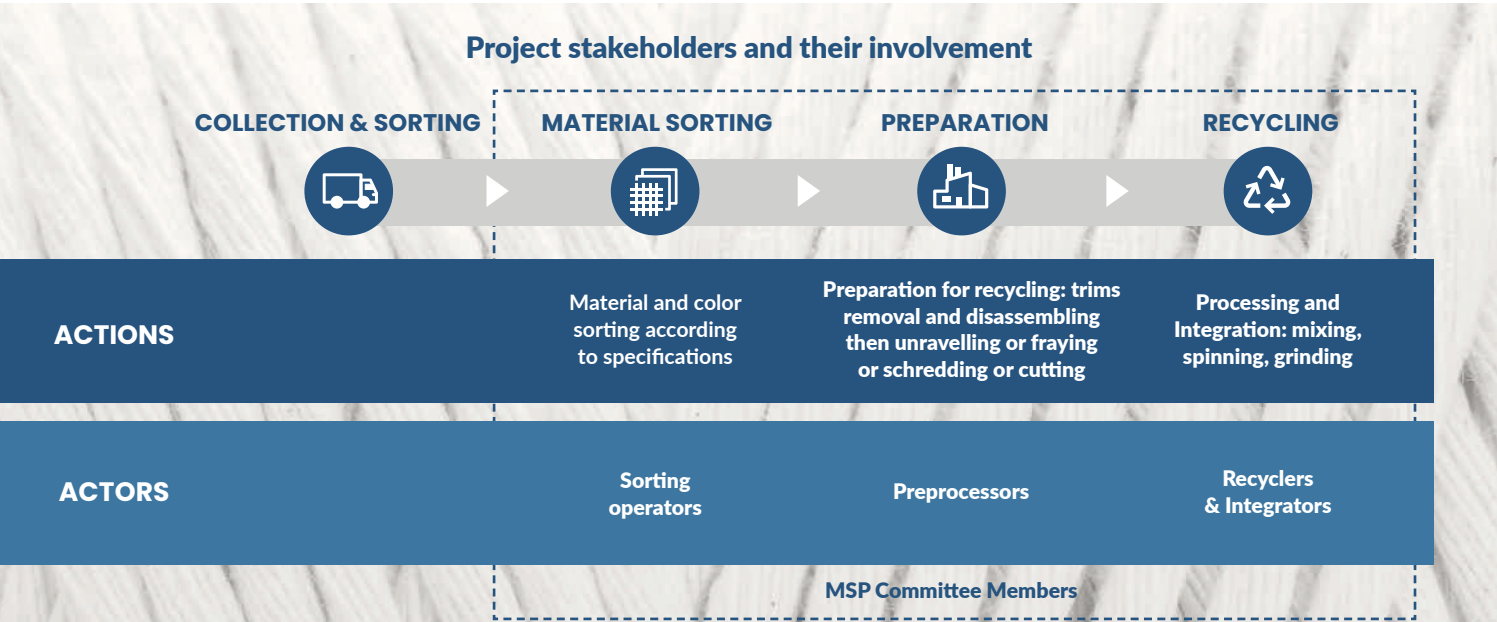 Project stakeholders and their involvement
COLLECTION & SORTING
MATERIAL SORTING
PREPARATION
RECYCLING
ACTIONS
Material and color
sorting according
to specifications
Preparation for recycling: trims
removal and disassembling
then unravelling or fraying
or schredding or cutting
Processing and
Integration: mixing,
spinning, grinding
ACTORS
Sorting
operators
Preprocessors
Recyclers
& Integrators
MSP Committee Members